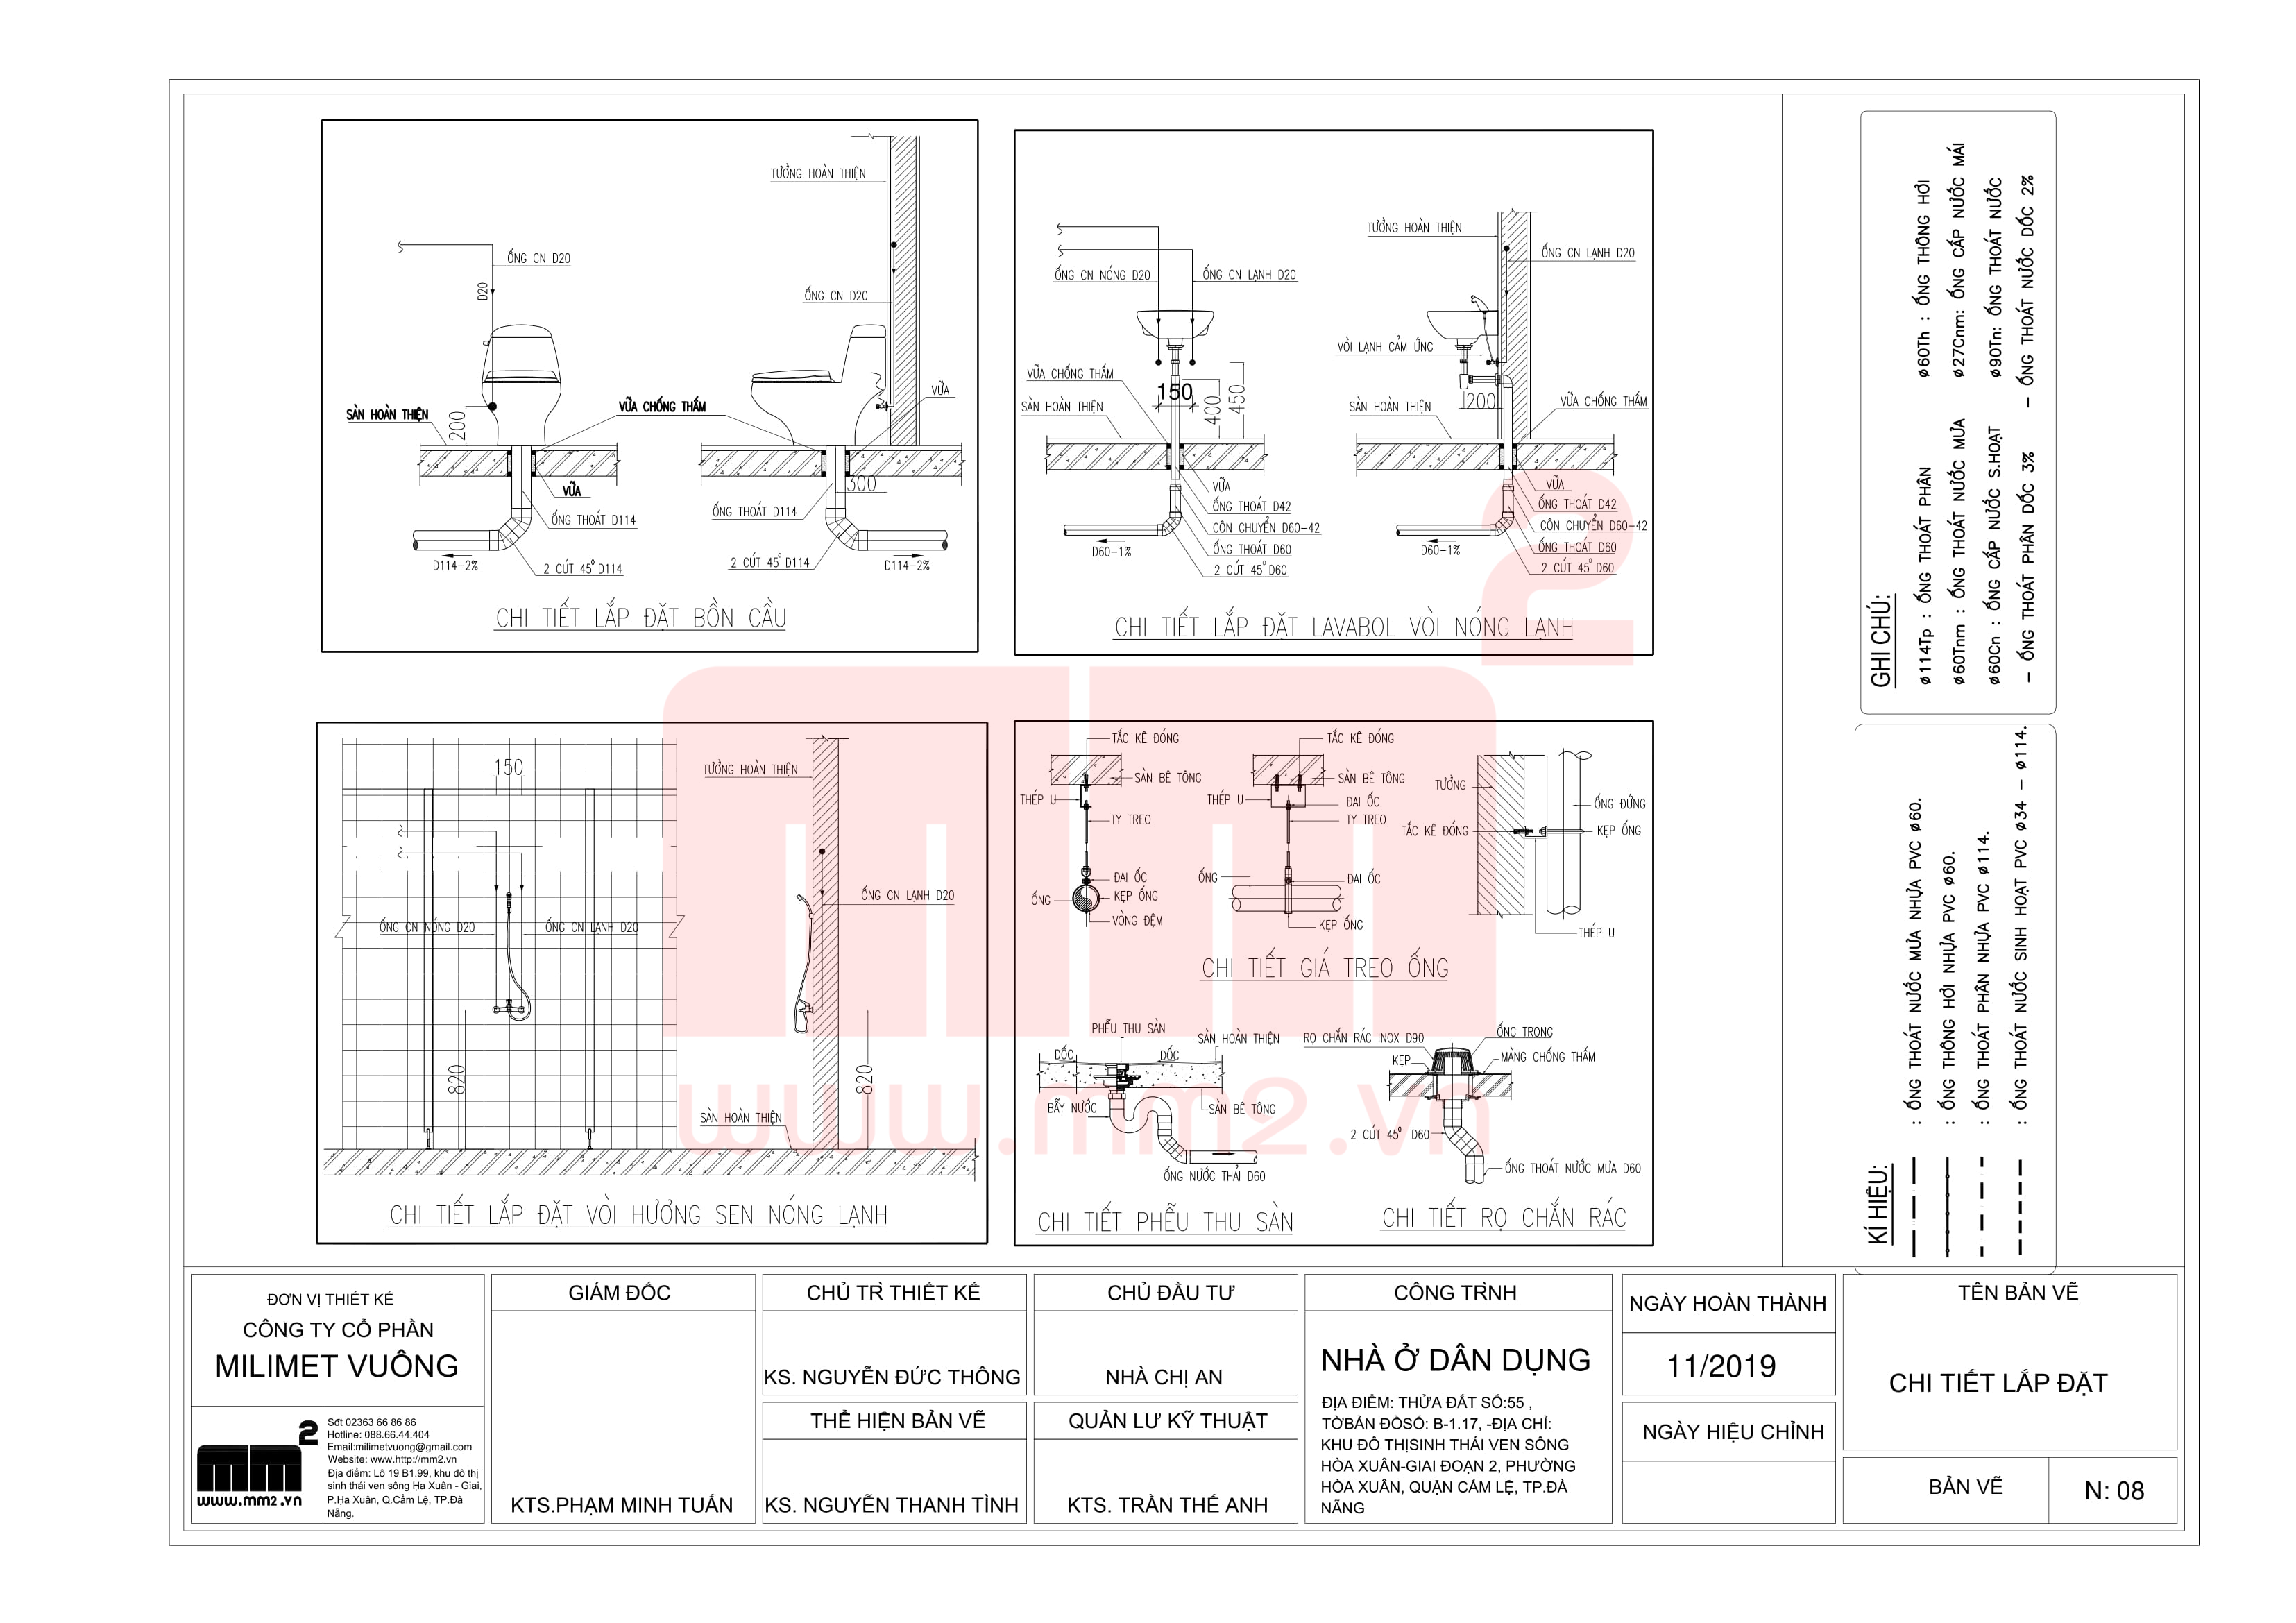 TƯỜNG HOÀN THIỆN
ỐNG CN D20
D20
ỐNG CN D20
SÀN HOÀN THIỆN
200
VỮA CHỐNG THẤM
VỮA
VỮA
300
ỐNG THOÁT D114
ỐNG THOÁT D114
D114-2%
2 CÚT 45° D114
2 CÚT 45° D114
D114-2%
CHI TIẾT LẮP ĐẶT BỒN CẦU
TƯỜNG HOÀN THIỆN
ỐNG CN LẠNH D20
ỐNG CN NÓNG D20
ỐNG CN LẠNH D20
VÒI LẠNH CẢM ỨNG
VỮA CHỐNG THẤM
150
400
450
SÀN HOÀN THIỆN
SÀN HOÀN THIỆN
200
VỮA CHỐNG THẤM
VỮA
ỐNG THOÁT D42
CÔN CHUYỂN D60-42
ỐNG THOÁT D60
2 CÚT 45° D60
D60-1%
VỮA
ỐNG THOÁT D42
CÔN CHUYỂN D60-42
ỐNG THOÁT D60
2 CÚT 45° D60
D60-1%
CHI TIẾT LẮP ĐẶT LAVABOL VÒI NÓNG LẠNH
150
TƯỜNG HOÀN THIỆN
ỐNG CN LẠNH D20
ỐNG CN NÓNG D20
ỐNG CN LẠNH D20
820
820
SÀN HOÀN THIỆN
CHI TIẾT LẮP ĐẶT VÒI HƯƠNG SEN NÓNG LẠNH
TẮC KÊ ĐÓNG
SÀN BÊ TÔNG
THÉP U
TY TREO
ĐAI ỐC
ỐNG
KẸP ỐNG
VÒNG ĐỆM
TẮC KÊ ĐÓNG
SÀN BÊ TÔNG
THÉP U
ĐAI ỐC
TY TREO
ỐNG
ĐAI ỐC
KẸP ỐNG
TƯỜNG
ỐNG ĐỨNG
TẮC KÊ ĐÓNG
KẸP ỐNG
THÉP U
CHI TIẾT GIÁ TREO ỐNG
PHỄU THU SÀN
SÀN HOÀN THIỆN
DỐC
DỐC
BẪY NƯỚC
SÀN BÊ TÔNG
ỐNG NƯỚC THẢI D60
CHI TIẾT PHỄU THU SÀN
RỌ CHẮN RÁC INOX D90
ỐNG TRONG
KẸP
MÀNG CHỐNG THẤM
2 CÚT 45° D60
ỐNG THOÁT NƯỚC MƯA D60
CHI TIẾT RỌ CHẮN RÁC
mm2
www.mm2.vn
GHI CHÚ:
ø114Tp : ỐNG THOÁT PHÂN
ø60Th : ỐNG THÔNG HƠI
ø60Tnm : ỐNG THOÁT NƯỚC MƯA
ø27Cnm: ỐNG CẤP NƯỚC MÁI
ø60Cn : ỐNG CẤP NƯỚC S.HOẠT
ø90Tn: ỐNG THOÁT NƯỚC
- ỐNG THOÁT PHÂN DỐC 3%
- ỐNG THOÁT NƯỚC DỐC 2%
KÍ HIỆU:
: ỐNG THOÁT NƯỚC MƯA NHỰA PVC ø60.
: ỐNG THÔNG HƠI NHỰA PVC ø60.
: ỐNG THOÁT PHÂN NHỰA PVC ø114.
: ỐNG THOÁT NƯỚC SINH HOẠT PVC ø34 - ø114.
ĐƠN VỊ THIẾT KẾ
CÔNG TY CỔ PHẦN
MILIMET VUÔNG
mm2
www.mm2.vn
Sđt 02363 66 86 86
Hotline: 088.66.44.404
Email:milimetvuong@gmail.com
Website: www.http://mm2.vn
Địa điểm: Lô 19 B1.99, khu đô thị
sinh thái ven sông Hạ Xuân - Giai,
P.Hạ Xuân, Q.Cẩm Lệ, TP.Đà
Nẵng.
GIÁM ĐỐC
KTS.PHẠM MINH TUẤN
CHỦ TRÌ THIẾT KẾ
KS. NGUYỄN ĐỨC THÔNG
THỂ HIỆN BẢN VẼ
KS. NGUYỄN THANH TÌNH
CHỦ ĐẦU TƯ
NHÀ CHỊ AN
QUẢN LƯ KỸ THUẬT
KTS. TRẦN THẾ ANH
CÔNG TRÌNH
NHÀ Ở DÂN DỤNG
ĐỊA ĐIỂM: THỬA ĐẤT SỐ:55 ,
TỜBẢN ĐỒSỐ: B-1.17, -ĐỊA CHỈ:
KHU ĐÔ THỊSINH THÁI VEN SÔNG
HÒA XUÂN-GIAI ĐOẠN 2, PHƯỜNG
HÒA XUÂN, QUẬN CẨM LỆ, TP.ĐÀ
NẴNG
NGÀY HOÀN THÀNH
11/2019
NGÀY HIỆU CHỈNH
TÊN BẢN VẼ
CHI TIẾT LẮP ĐẶT
BẢN VẼ
N: 08